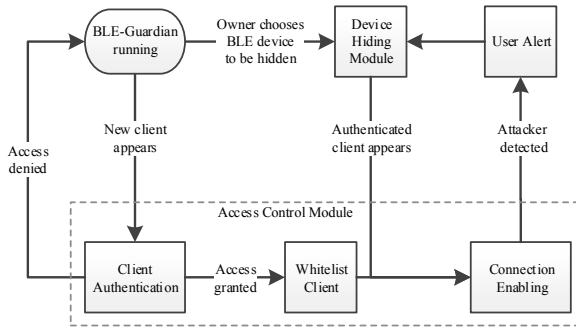 BLE-Guardian
running
Owner chooses
BLE device
to be hidden
Device
Hiding
Module
User Alert
Access
denied
New client
appears
Authenticated
client appears
Attacker
detected
Access Control Module
Client
Authentication
Access
granted
Whitelist
Client
Connection
Enabling